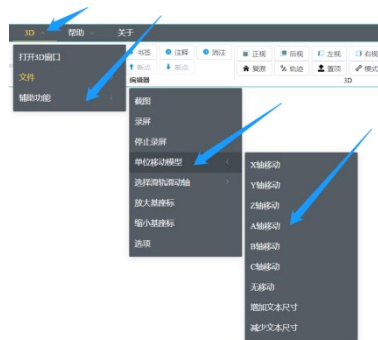 3D 帮助 关于
书签 注释 消注 正视 后视 左视 右视
断点 断点 复原 轨迹 置顶 模式
编辑器 3D
打开3D窗口
文件
辅助功能
截图
录屏
停止录屏
单位移动模型
选择滑轨滑动轴
放大基座标
缩小基座标
选项
X轴移动
Y轴移动
Z轴移动
A轴移动
B轴移动
C轴移动
无移动
增加文本尺寸
减少文本尺寸